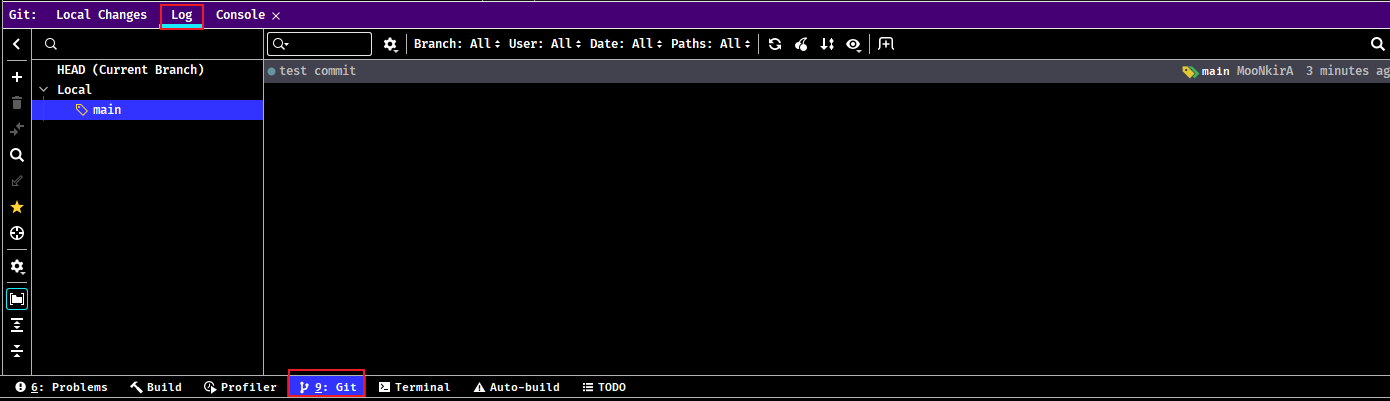 Git: Local Changes Log Console
Branch: All User: All Date: All Paths: All
HEAD (Current Branch)
Local
main
test commit main MooNkirA 3 minutes ag
6: Problems Build Profiler 9: Git Terminal Auto-build TODO